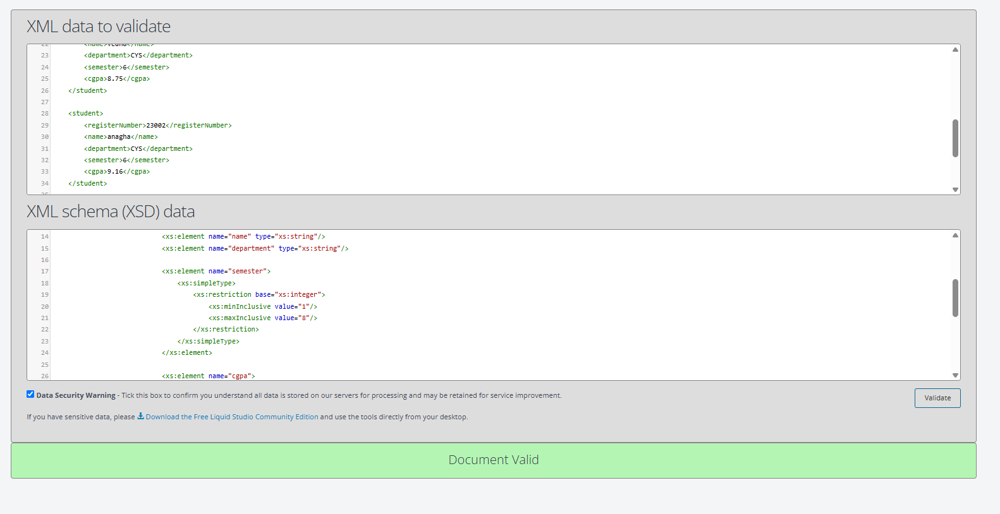 XML data to validate
22 <name>vedha</name>
23 <department>CYS</department>
24 <semester>6</semester>
25 <cgpa>8.75</cgpa>
26 </student>
27
28 <student>
29 <registerNumber>23002</registerNumber>
30 <name>anagha</name>
31 <department>CYS</department>
32 <semester>6</semester>
33 <cgpa>9.16</cgpa>
34 </student>
35
XML schema (XSD) data
14 <xs:element name="name" type="xs:string"/>
15 <xs:element name="department" type="xs:string"/>
16
17 <xs:element name="semester">
18 <xs:simpleType>
19 <xs:restriction base="xs:integer">
20 <xs:minInclusive value="1"/>
21 <xs:maxInclusive value="8"/>
22 </xs:restriction>
23 </xs:simpleType>
24 </xs:element>
25
26 <xs:element name="cgpa">
Data Security Warning - Tick this box to confirm you understand all data is stored on our servers for processing and may be retained for service improvement.
Validate
If you have sensitive data, please Download the Free Liquid Studio Community Edition and use the tools directly from your desktop.
Document Valid